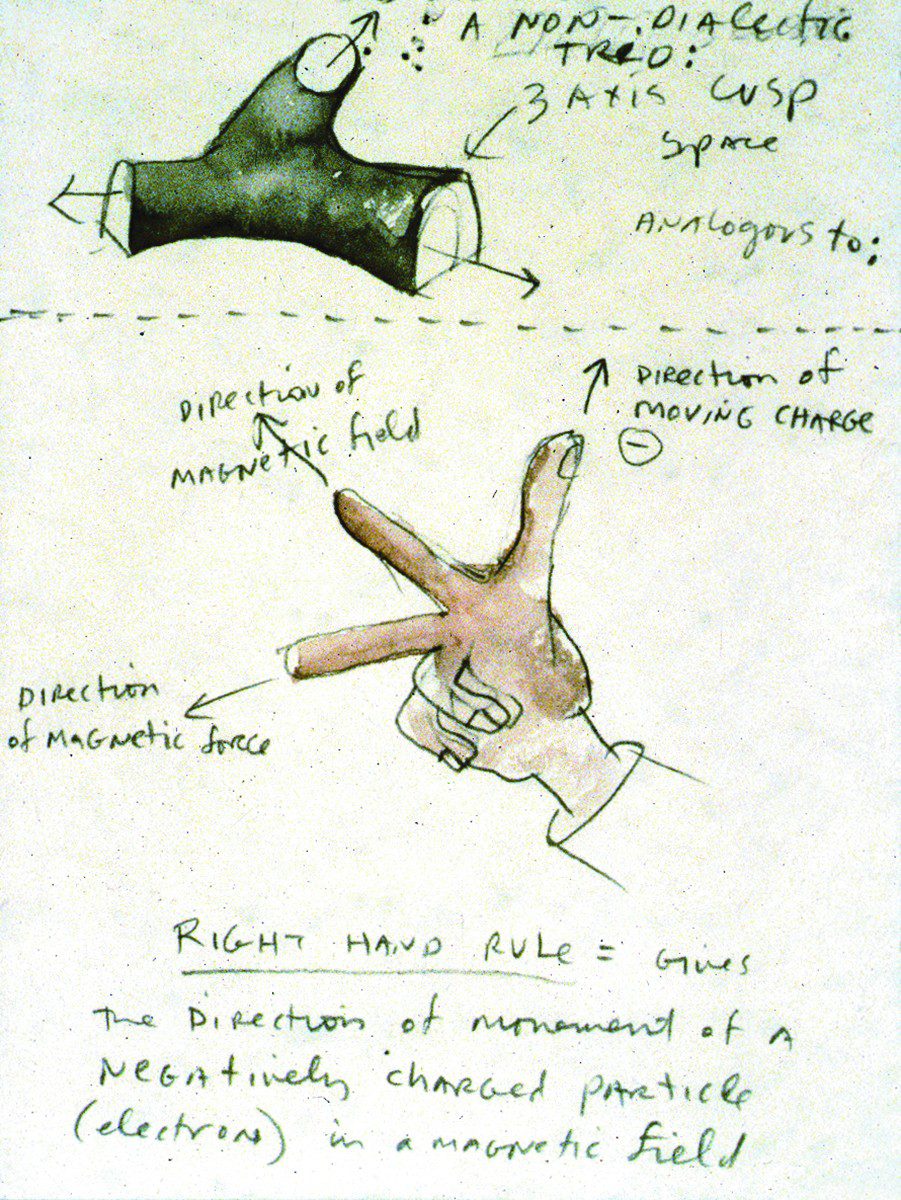 A NON-DIALECTIC
TRID:
3 AXIS CUSP
SPACE
ANALOGOUS to:
DIRECTION of
MAGNETIC field
DIRECTION of
MOVING CHARGE
−
DIRECTION
of MAGNETIC force
RIGHT HAND RULE = GIVES
THE DIRECTION of MOVEMENT of A
NEGATIVELY CHARGED PARTICLE
(electron) in A MAGNETIC field